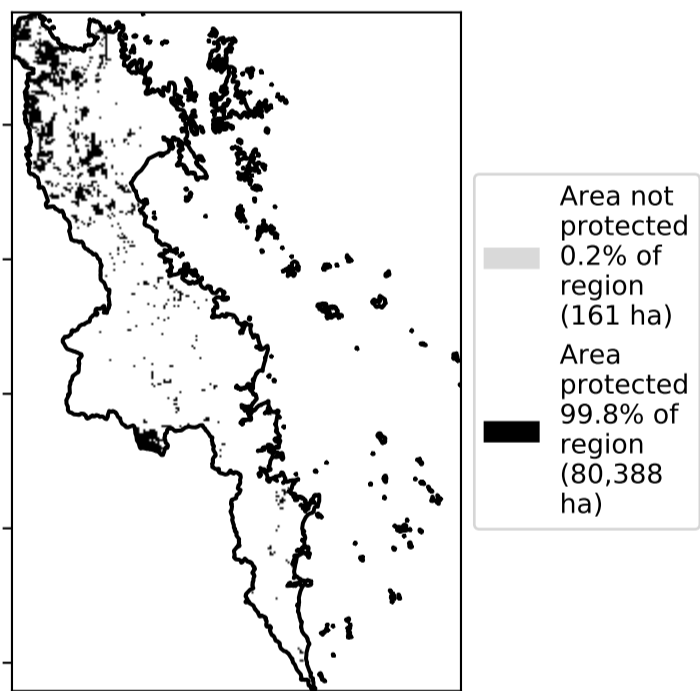 Area not
protected
0.2% of
region
(161 ha)
Area
protected
99.8% of
region
(80,388
ha)